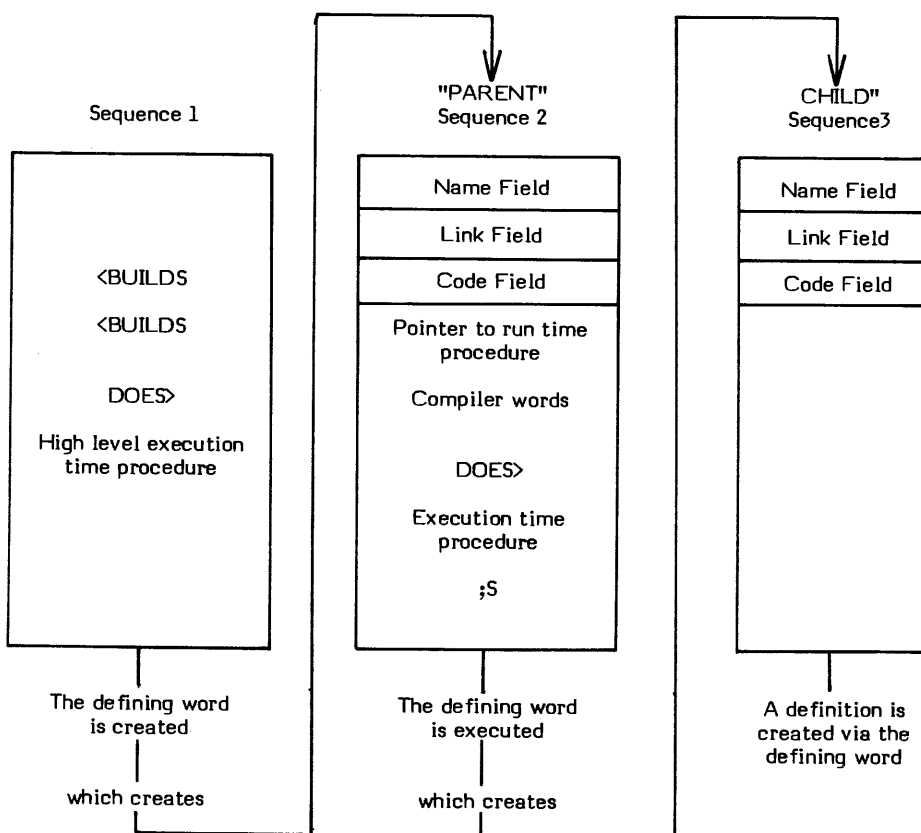 Sequence 1
<BUILDS
<BUILDS
DOES>
High level execution
time procedure
The defining word
is created
which creates
"PARENT"
Sequence 2
Name Field
Link Field
Code Field
Pointer to run time
procedure
Compiler words
DOES>
Execution time
procedure
;S
The defining word
is executed
which creates
CHILD"
Sequence3
Name Field
Link Field
Code Field
A definition is
created via the
defining word